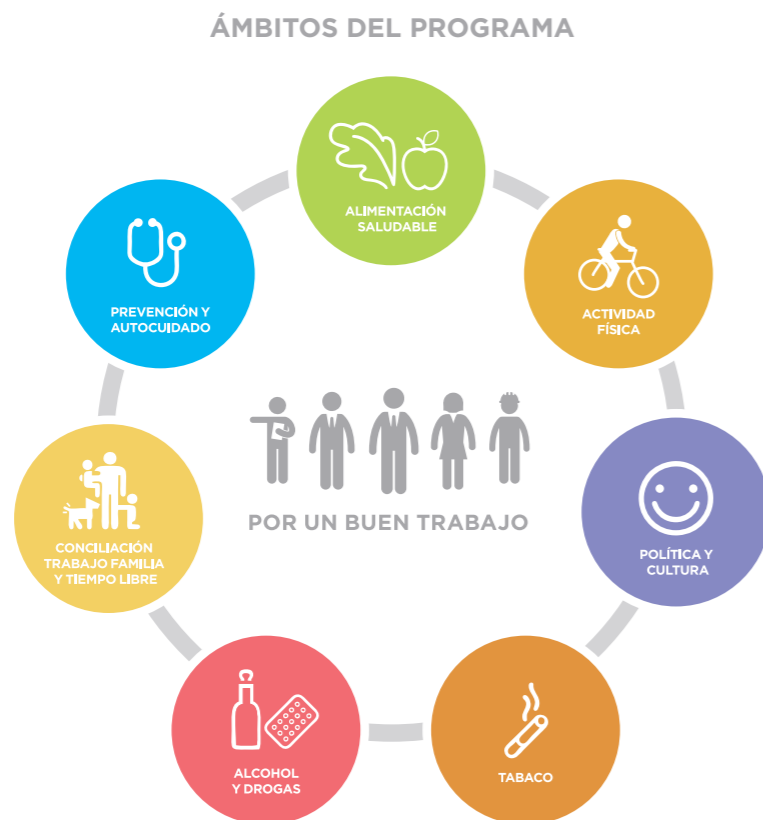 ÁMBITOS DEL PROGRAMA
ALIMENTACIÓN
SALUDABLE
ACTIVIDAD
FÍSICA
POLÍTICA Y
CULTURA
TABACO
ALCOHOL
Y DROGAS
CONCILIACIÓN
TRABAJO FAMILIA
Y TIEMPO LIBRE
PREVENCIÓN Y
AUTOCUIDADO
POR UN BUEN TRABAJO